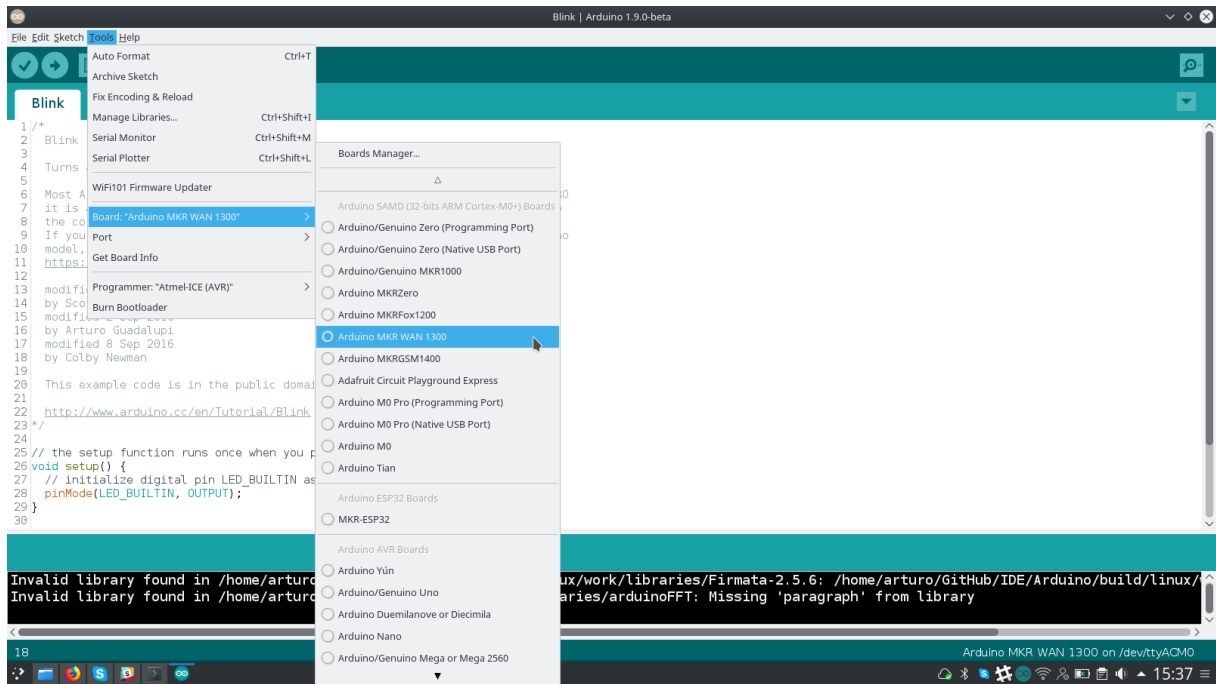 Blink | Arduino 1.9.0-beta
File Edit Sketch Tools Help
Auto Format Ctrl+T
Archive Sketch
Fix Encoding & Reload
Manage Libraries... Ctrl+Shift+I
Serial Monitor Ctrl+Shift+M
Serial Plotter Ctrl+Shift+L
WiFi101 Firmware Updater
Board: "Arduino MKR WAN 1300"
Port
Get Board Info
Programmer: "Atmel-ICE (AVR)"
Burn Bootloader
Boards Manager...
Arduino SAMD (32-bits ARM Cortex-M0+) Boards
Arduino/Genuino Zero (Programming Port)
Arduino/Genuino Zero (Native USB Port)
Arduino/Genuino MKR1000
Arduino MKRZero
Arduino MKRFox1200
Arduino MKR WAN 1300
Arduino MKRGSM1400
Adafruit Circuit Playground Express
Arduino M0 Pro (Programming Port)
Arduino M0 Pro (Native USB Port)
Arduino M0
Arduino Tian
Arduino ESP32 Boards
MKR-ESP32
Arduino AVR Boards
Arduino Yún
Arduino/Genuino Uno
Arduino Duemilanove or Diecimila
Arduino Nano
Arduino/Genuino Mega or Mega 2560
Blink
1 /*
2 Blink
3
4 Turns
5
6 Most A
7 it is
8 the co
9 If you
10 model,
11 https:
12
13 modifi
14 by Sco
15
16 by Arturo Guadalupi
17 modified 8 Sep 2016
18 by Colby Newman
19
20 This example code is in the public domai
21
22 http://www.arduino.cc/en/Tutorial/Blink
23 */
24
25 // the setup function runs once when you p
26 void setup() {
27 // initialize digital pin LED_BUILTIN as
28 pinMode(LED_BUILTIN, OUTPUT);
29 }
30
Invalid library found in /home/arturo ux/work/libraries/Firmata-2.5.6: /home/arturo/GitHub/IDE/Arduino/build/linux/
Invalid library found in /home/arturo aries/arduinoFFT: Missing 'paragraph' from library
18 Arduino MKR WAN 1300 on /dev/ttyACM0
15:37